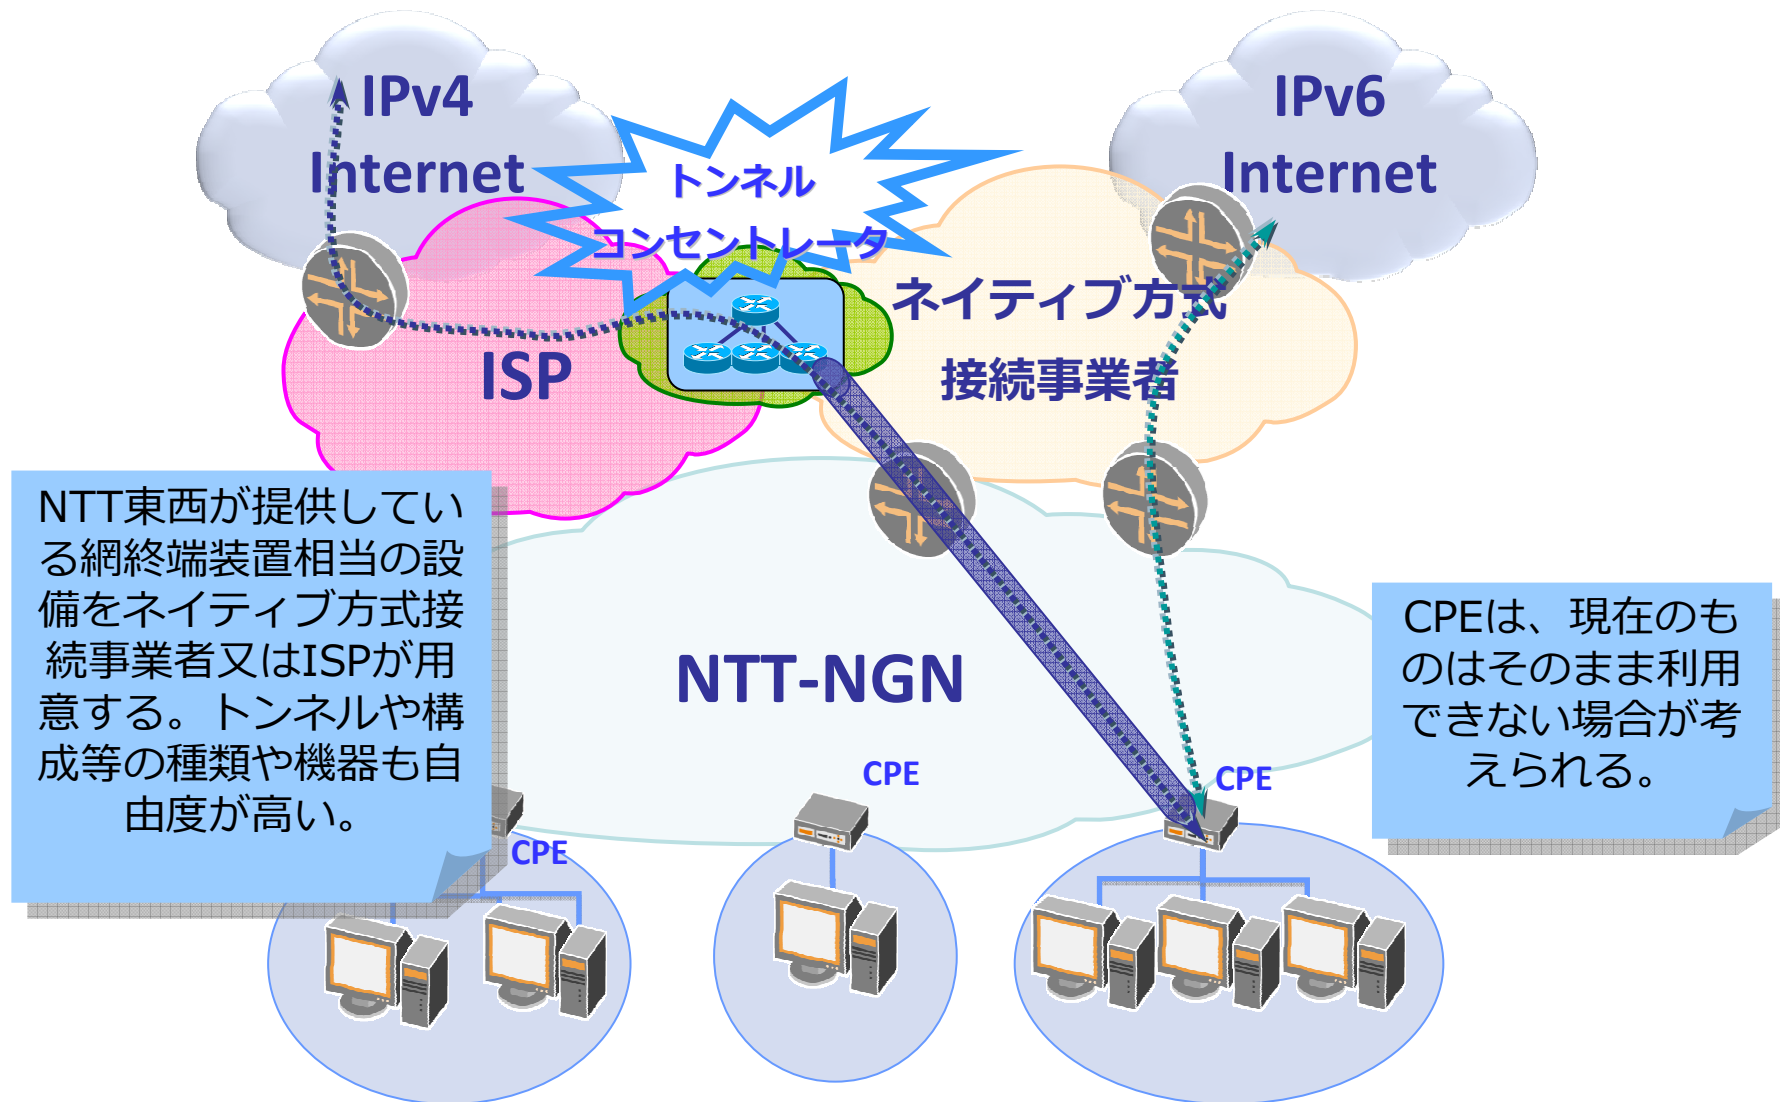 IPv4
Internet
IPv6
Internet
トンネル
コンセントレータ
ネイティブ方式
接続事業者
ISP
NTT東西が提供してい
る網終端装置相当の設
備をネイティブ方式接
続事業者又はISPが用
意する。トンネルや構
成等の種類や機器も自
由度が高い。
NTT-NGN
CPEは、現在のも
のはそのまま利用
できない場合が考
えられる。
CPE
CPE
CPE